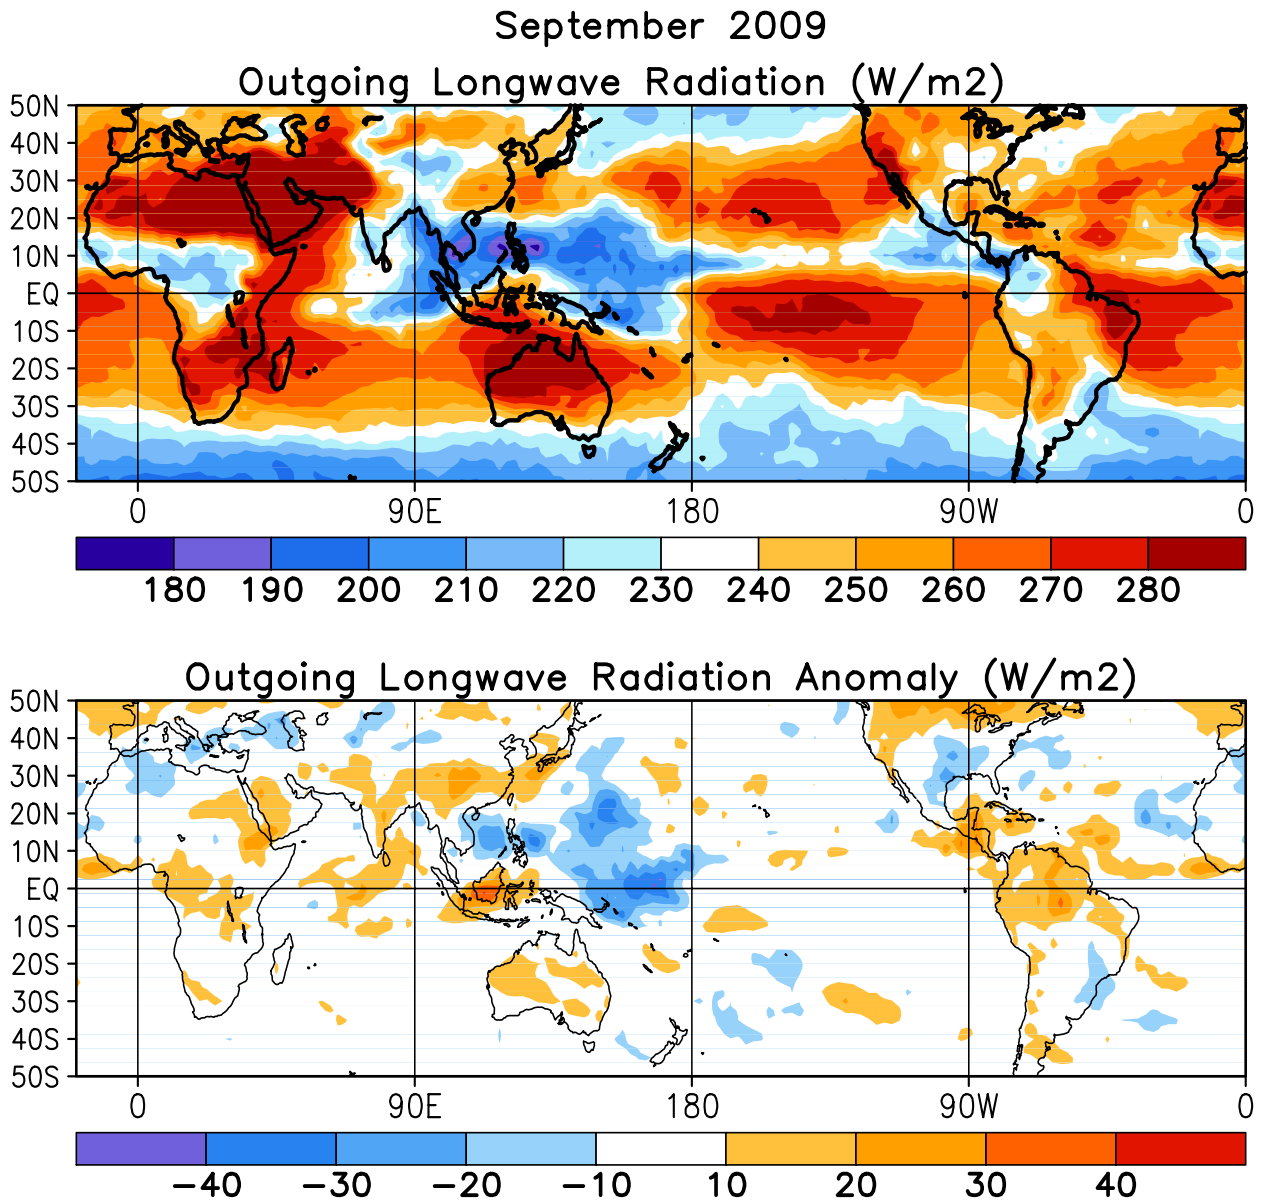 September 2009
Outgoing Longwave Radiation (W/m2)
50N
40N
30N
20N
10N
EQ
10S
20S
30S
40S
50S
0 90E 180 90W 0
180 190 200 210 220 230 240 250 260 270 280
Outgoing Longwave Radiation Anomaly (W/m2)
50N
40N
30N
20N
10N
EQ
10S
20S
30S
40S
50S
0 90E 180 90W 0
−40 −30 −20 −10 10 20 30 40